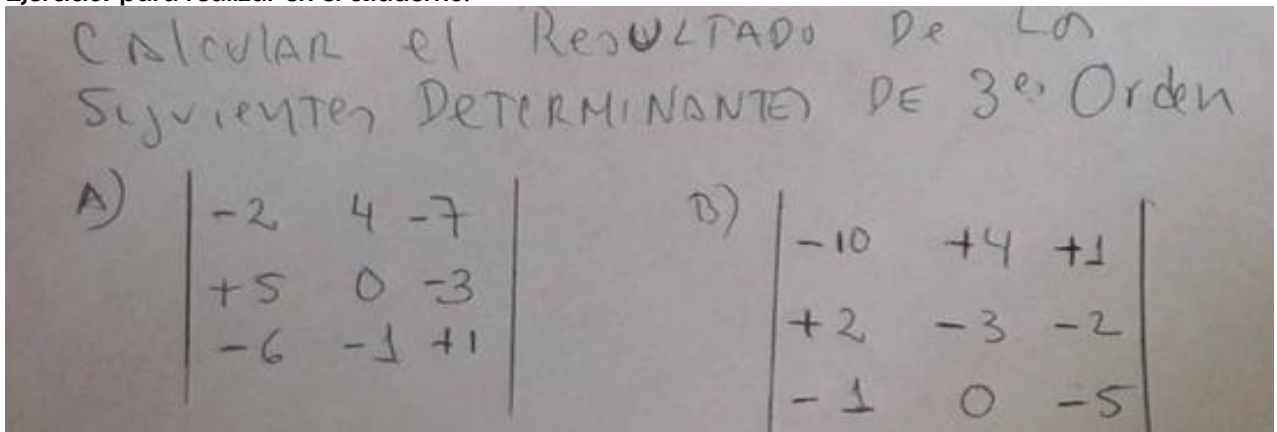 Ejercicios para realizar en el cuaderno:
CALCULAR el ResULTADO De Los
Siguientes DeTeRMINANTES DE 3er Orden
A) B)
-2 4 -7
+5 0 -3
-6 -1 +1
-10 +4 +1
+2 -3 -2
-1 0 -5